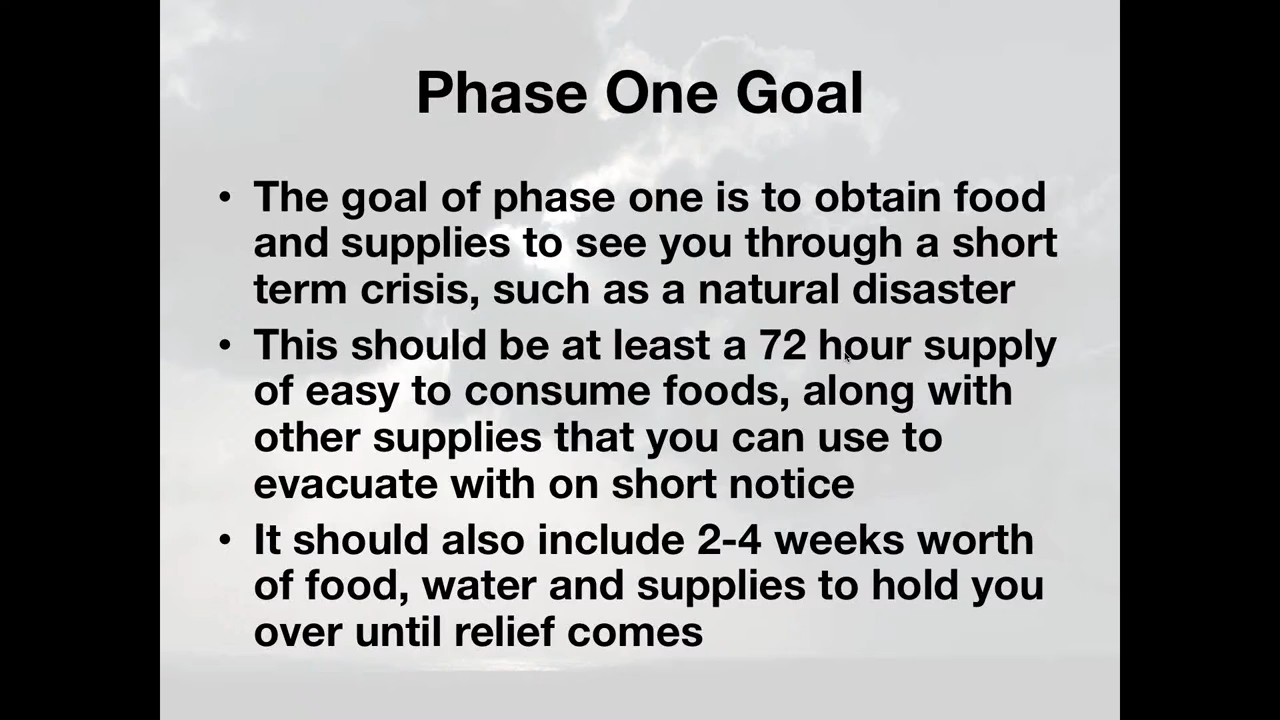 Phase One Goal
• The goal of phase one is to obtain food
and supplies to see you through a short
term crisis, such as a natural disaster
• This should be at least a 72 hour supply
of easy to consume foods, along with
other supplies that you can use to
evacuate with on short notice
• It should also include 2-4 weeks worth
of food, water and supplies to hold you
over until relief comes